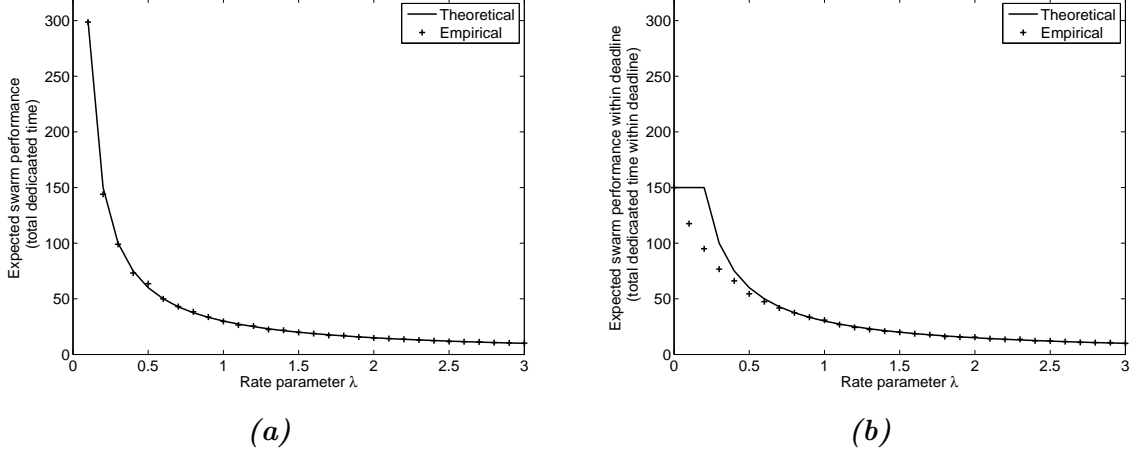 300
250
200
150
100
50
0
Expected swarm performance
(total dedicaated time)
Theoretical
Empirical
0 0.5 1 1.5 2 2.5 3
Rate parameter λ
(a)
300
250
200
150
100
50
0
Expected swarm performance within deadline
(total dedicaated time within deadline)
Theoretical
Empirical
0 0.5 1 1.5 2 2.5 3
Rate parameter λ
(b)